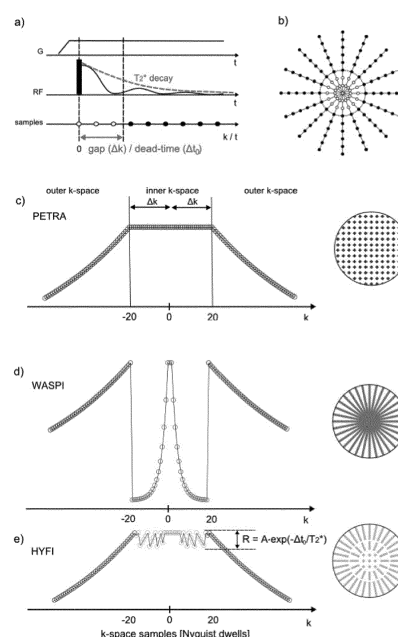 a)
b)
G
t
T2* decay
RF
t
samples
k / t
0 gap (Δk) / dead-time (Δt0)
outer k-space inner k-space outer k-space
c)
Δk Δk
PETRA
-20 0 20 k
d) WASPI
-20 0 20 k
e) HYFI
R = A-exp(-Δt0/T2*)
-20 0 20 k
k-space samples [Nyquist dwells]